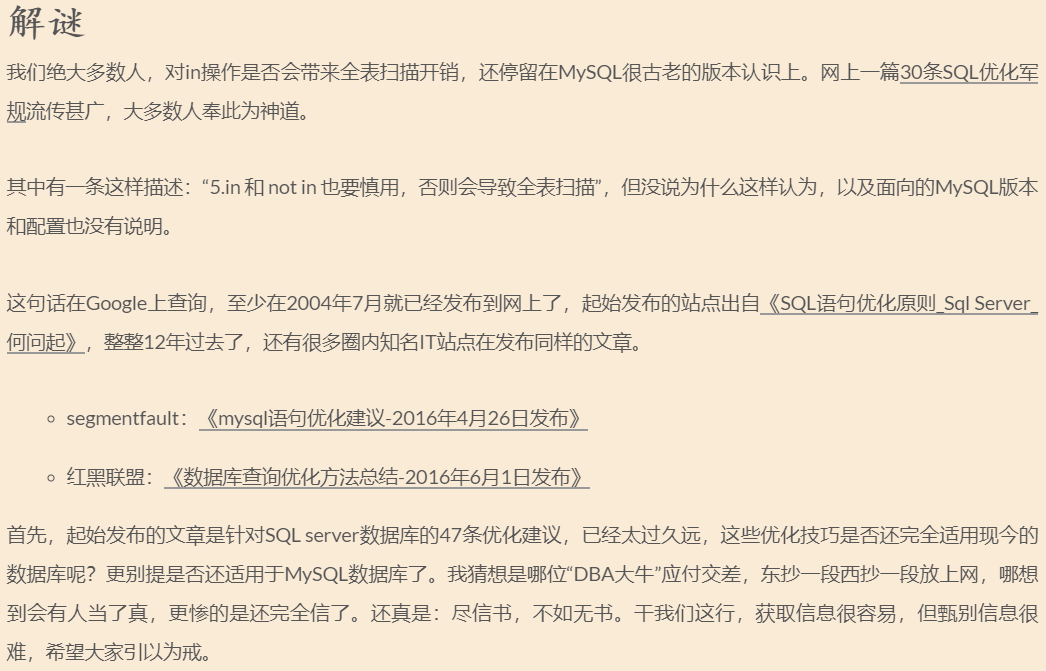 解谜
我们绝大多数人，对in操作是否会带来全表扫描开销，还停留在MySQL很古老的版本认识上。网上一篇30条SQL优化军
规流传甚广，大多数人奉此为神道。
其中有一条这样描述：“5.in 和 not in 也要慎用，否则会导致全表扫描”，但没说为什么这样认为，以及面向的MySQL版本
和配置也没有说明。
这句话在Google上查询，至少在2004年7月就已经发布到网上了，起始发布的站点出自《SQL语句优化原则_Sql Server_
何问起》，整整12年过去了，还有很多圈内知名IT站点在发布同样的文章。
◦ segmentfault：《mysql语句优化建议-2016年4月26日发布》
◦ 红黑联盟：《数据库查询优化方法总结-2016年6月1日发布》
首先，起始发布的文章是针对SQL server数据库的47条优化建议，已经太过久远，这些优化技巧是否还完全适用现今的
数据库呢？更别提是否还适用于MySQL数据库了。我猜想是哪位“DBA大牛”应付交差，东抄一段西抄一段放上网，哪想
到会有人当了真，更惨的是还完全信了。还真是：尽信书，不如无书。干我们这行，获取信息很容易，但甄别信息很
难，希望大家引以为戒。